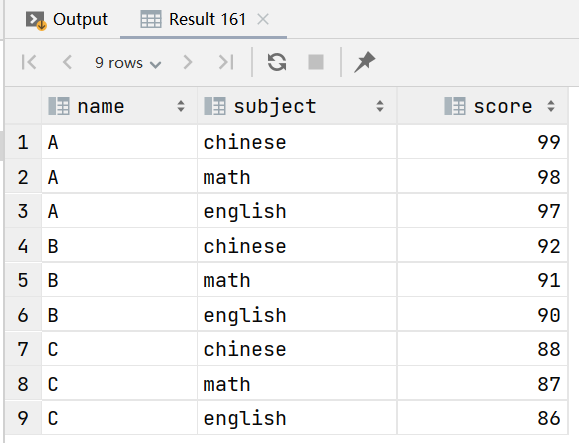 Output Result 161
9 rows
name subject score
1 A chinese 99
2 A math 98
3 A english 97
4 B chinese 92
5 B math 91
6 B english 90
7 C chinese 88
8 C math 87
9 C english 86